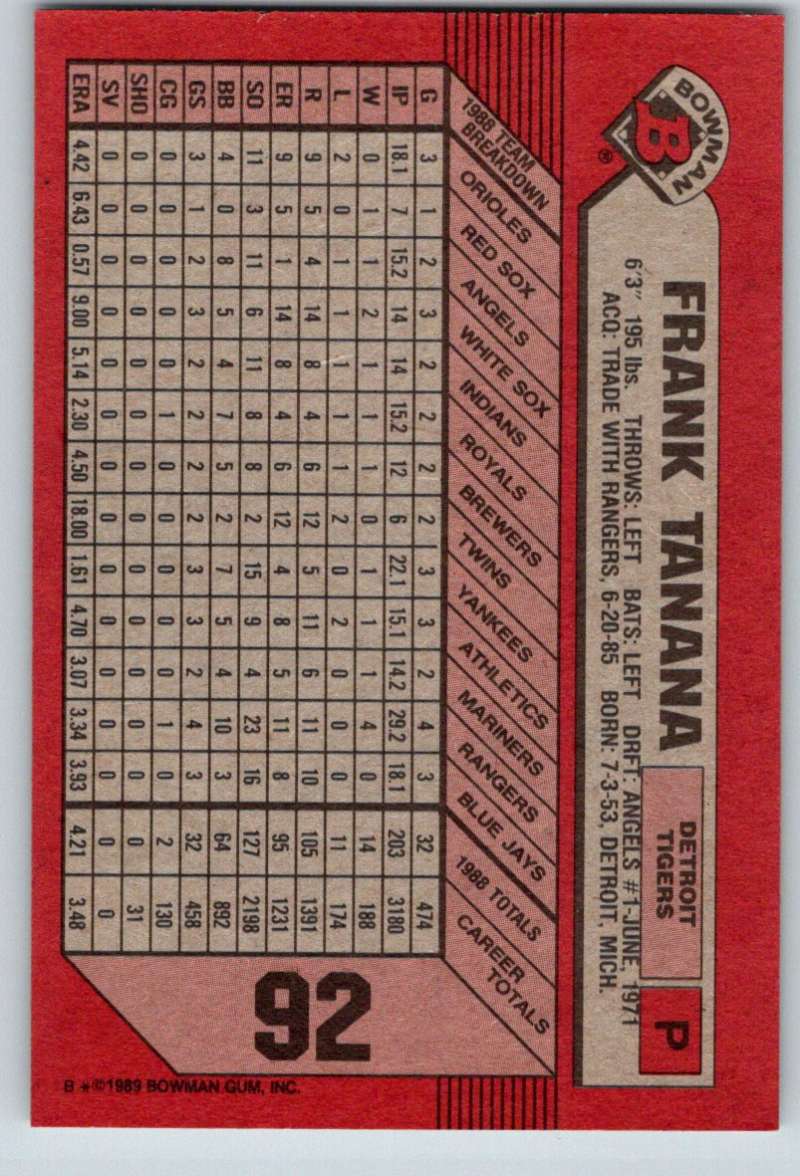 BOWMAN
B
®
FRANK TANANA
DETROIT
TIGERS
P
6'3" 195 lbs. THROWS: LEFT BATS: LEFT DRFT: ANGELS #1-JUNE, 1971
ACQ: TRADE WITH RANGERS, 6-20-85 BORN: 7-3-53, DETROIT, MICH.
1988 TEAM
BREAKDOWN
ORIOLES
RED SOX
ANGELS
WHITE SOX
INDIANS
ROYALS
BREWERS
TWINS
YANKEES
ATHLETICS
MARINERS
RANGERS
BLUE JAYS
1988 TOTALS
CAREER
TOTALS
G 3 1 2 3 2 2 2 2 3 3 2 4 3 32 474
IP 18.1 7 15.2 14 14 15.2 12 6 22.1 15.1 14.2 29.2 18.1 203 3180
W 0 1 1 2 1 1 1 0 1 1 1 4 0 14 188
L 2 0 1 1 1 1 1 2 0 2 0 0 0 11 174
R 9 5 4 14 8 4 6 12 5 11 6 11 10 105 1391
ER 9 5 1 14 8 4 6 12 4 8 5 11 8 95 1231
SO 11 3 11 6 11 8 8 2 15 9 4 23 16 127 2198
BB 4 0 8 5 4 7 5 2 7 5 4 10 3 64 892
GS 3 1 2 3 2 2 2 2 3 3 2 4 3 32 458
CG 0 0 0 0 0 1 0 0 0 0 0 1 0 2 130
SHO 0 0 0 0 0 0 0 0 0 0 0 0 0 0 31
SV 0 0 0 0 0 0 0 0 0 0 0 0 0 0 0
ERA 4.42 6.43 0.57 9.00 5.14 2.30 4.50 18.00 1.61 4.70 3.07 3.34 3.93 4.21 3.48
92
B *©1989 BOWMAN GUM, INC.